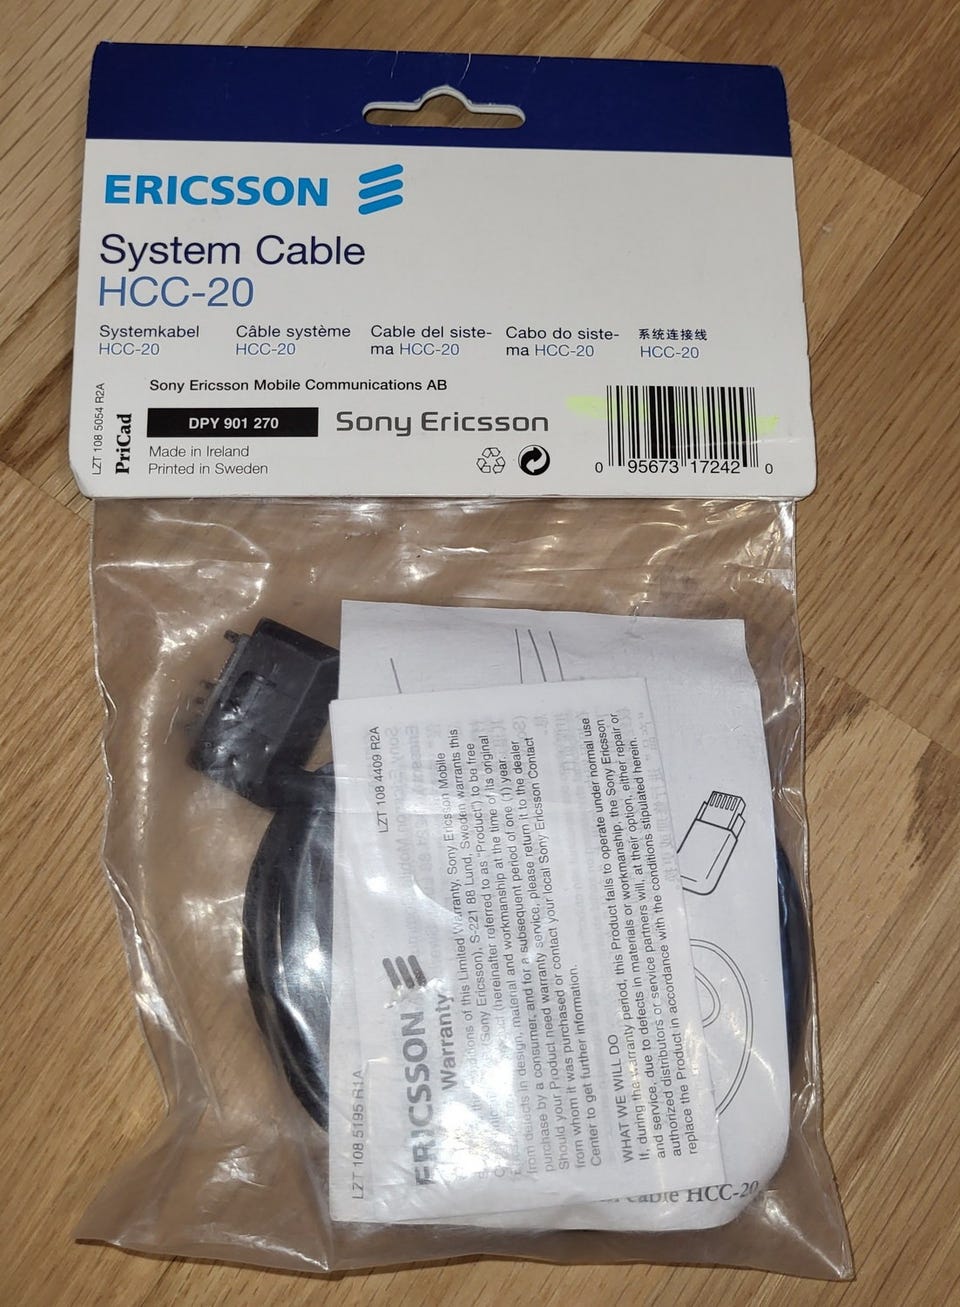 ERICSSON
System Cable
HCC-20
Systemkabel
HCC-20
Câble système
HCC-20
Cable del siste-
ma HCC-20
Cabo do siste-
ma HCC-20
系统连接线
HCC-20
LZT 108 5054 R2A
PriCad
Sony Ericsson Mobile Communications AB
DPY 901 270
Sony Ericsson
Made in Ireland
Printed in Sweden
0 95673 17242 0
LZT 108 4409 R2A
LZT 108 5195 R1A
ERICSSON
Warranty
of this Limited Warranty, Sony Ericsson Mobile
(Sony Ericsson), S-221 88 Lund, Sweden warrants this
(hereinafter referred to as "Product") to be free
from defects in design, material and workmanship at the time of its original
purchase by a consumer, and for a subsequent period of one (1) year.
Should your Product need warranty service, please return it to the dealer
from whom it was purchased or contact your local Sony Ericsson Contact
Center to get further information.
WHAT WE WILL DO
If, during the warranty period, this Product fails to operate under normal use
and service, due to defects in materials or workmanship, the Sony Ericsson
authorized distributors or service partners will, at their option, either repair or
replace the Product in accordance with the conditions stipulated herein.
Cable HCC-20